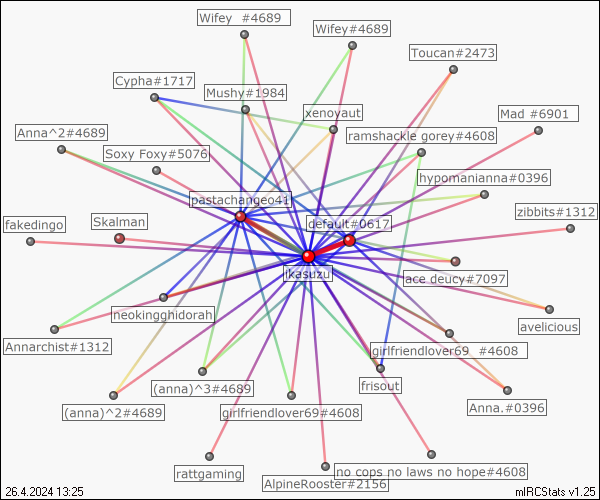 Wifey  #4689
Wifey#4689
Toucan#2473
Cypha#1717
Mushy#1984
xenoyaut
Mad #6901
Anna^2#4689
ramshackle gorey#4608
Soxy Foxy#5076
hypomanianna#0396
pastachangeo41
zibbits#1312
fakedingo
Skalman
default#0617
ikasuzu
lace deucy#7097
neokingghidorah
avelicious
Annarchist#1312
girlfriendlover69  #4608
(anna)^3#4689
frisout
(anna)^2#4689
girlfriendlover69#4608
Anna.#0396
rattgaming
no cops no laws no hope#4608
AlpineRooster#2156
26.4.2024 13:25
mIRCStats v1.25